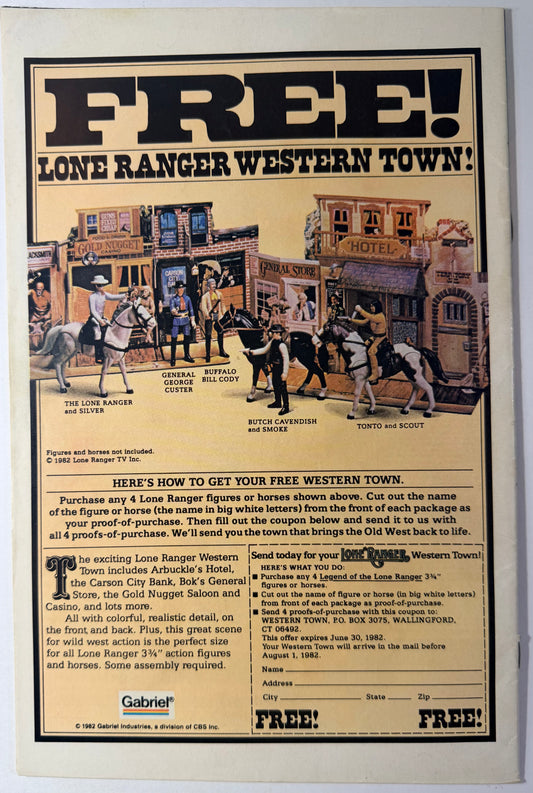 FREE!
LONE RANGER WESTERN TOWN!
GUNS
FIXED
CHEAP
FOOD & DRINK
GOLD NUGGET
CASINO
ACKSMITH
CARSON
CITY
GENERAL STORE
HOTEL
TERRITORY
THE LONE RANGER
and SILVER
GENERAL
GEORGE
CUSTER
BUFFALO
BILL CODY
BUTCH CAVENDISH
and SMOKE
TONTO and SCOUT
Figures and horses not included.
© 1982 Lone Ranger TV Inc.
HERE'S HOW TO GET YOUR FREE WESTERN TOWN.
Purchase any 4 Lone Ranger figures or horses shown above. Cut out the name
of the figure or horse (the name in big white letters) from the front of each package as
your proof-of-purchase. Then fill out the coupon below and send it to us with
all 4 proofs-of-purchase. We'll send you the town that brings the Old West back to life.
The exciting Lone Ranger Western
Town includes Arbuckle's Hotel,
the Carson City Bank, Bok's General
Store, the Gold Nugget Saloon and
Casino, and lots more.
All with colorful, realistic detail, on
the front and back. Plus, this great scene
for wild west action is the perfect size
for all Lone Ranger 3¾" action figures
and horses. Some assembly required.
Gabriel®
© 1982 Gabriel Industries, a division of CBS Inc.
Send today for your LONE RANGER Western Town!
HERE'S WHAT YOU DO:
■ Purchase any 4 Legend of the Lone Ranger 3¾"
figures or horses.
■ Cut out the name of figure or horse (in big white letters)
from front of each package as proof-of-purchase.
■ Send 4 proofs-of-purchase with this coupon to:
WESTERN TOWN, P.O. BOX 3075, WALLINGFORD,
CT 06492.
This offer expires June 30, 1982.
Your Western Town will arrive in the mail before
August 1, 1982.
Name
Address
City State Zip
FREE! FREE!